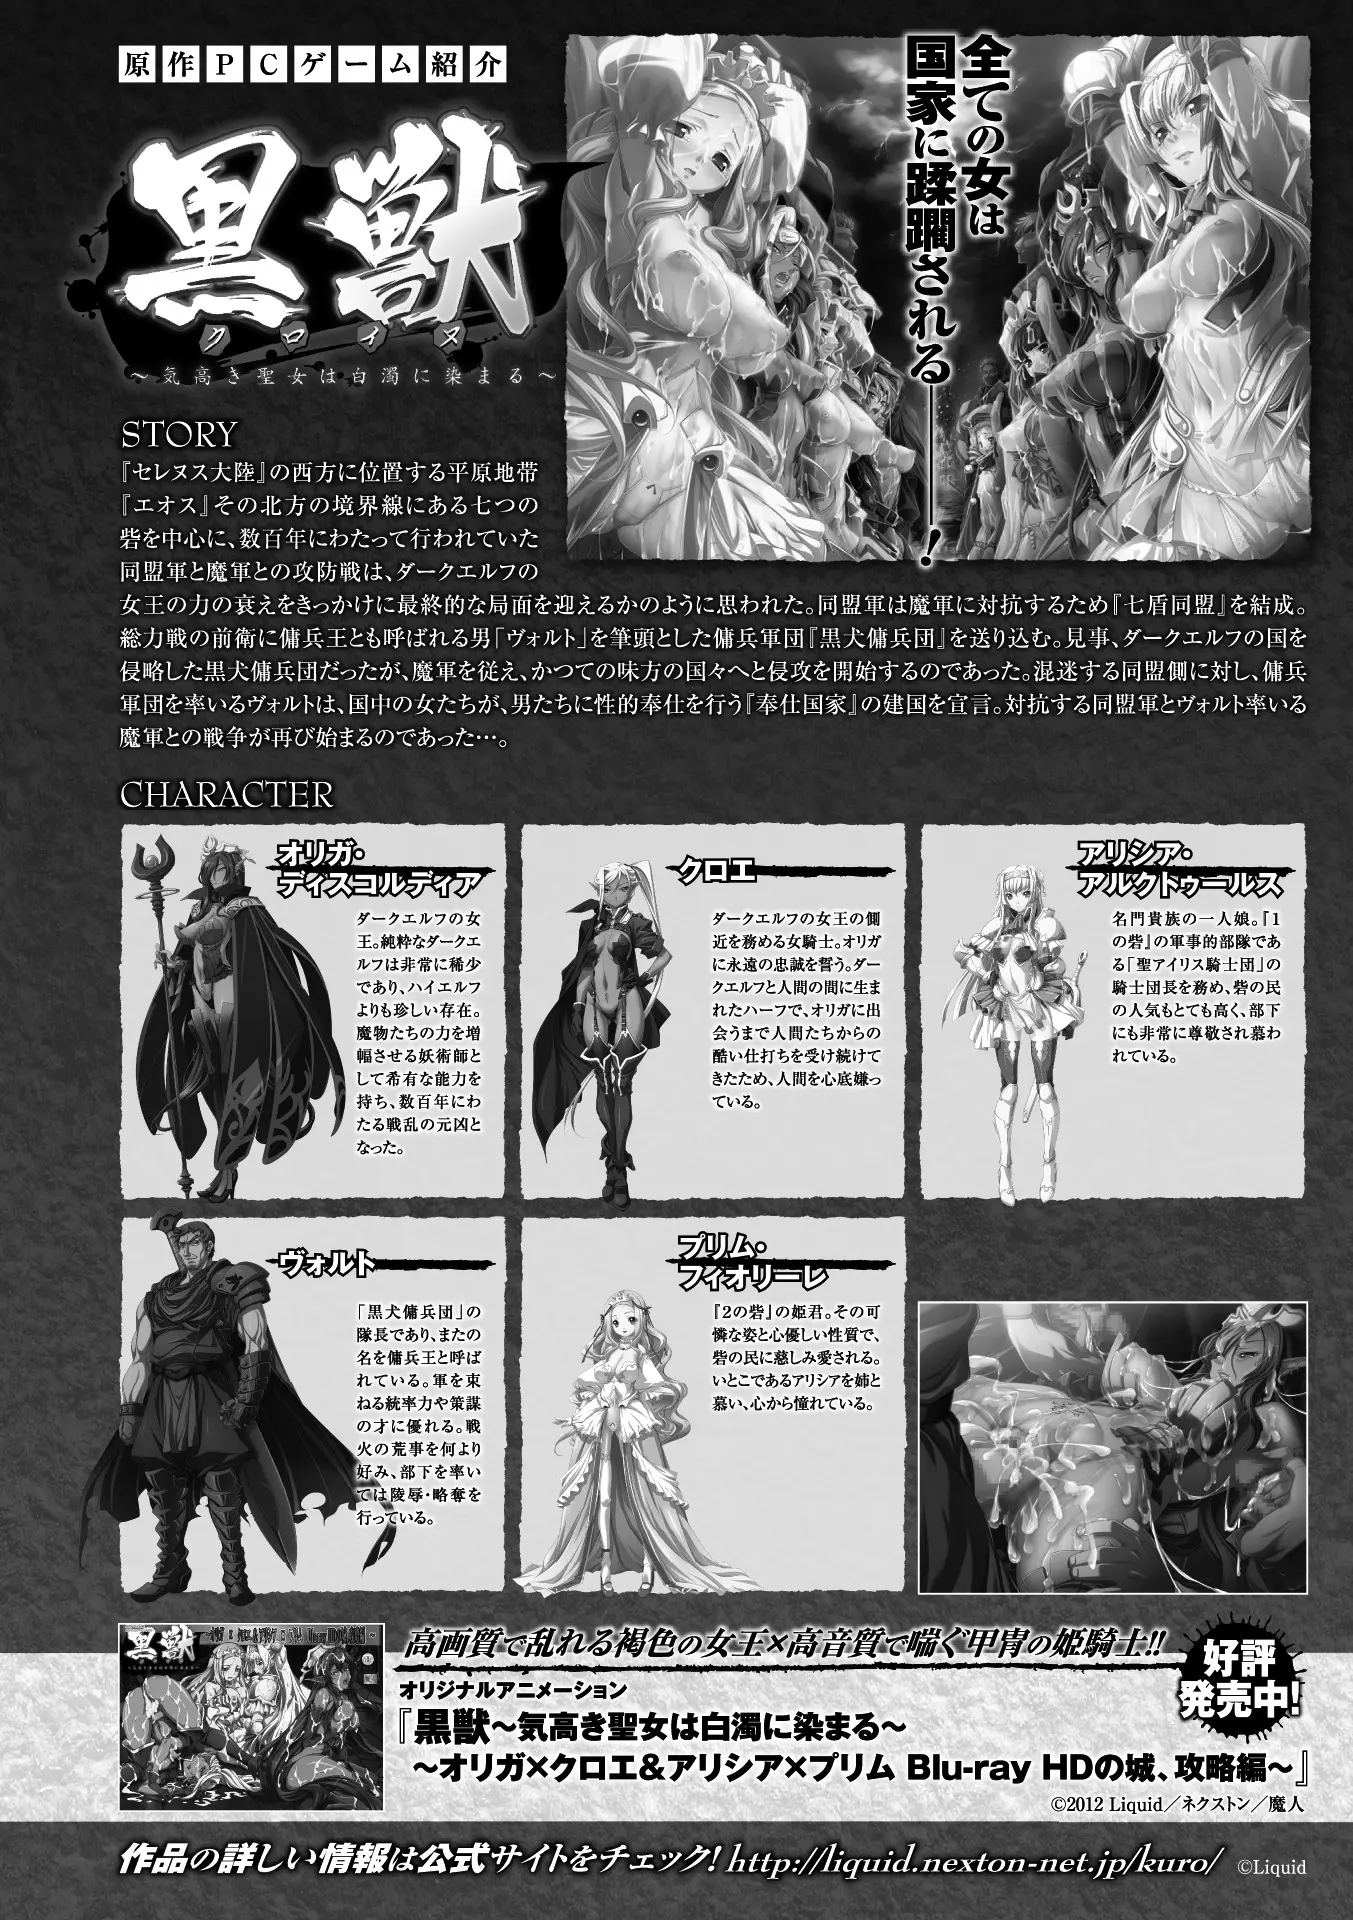 原作PCゲーム紹介
黒獣
クロイヌ
～気高き聖女は白濁に染まる～
全ての女は
国家に蹂躙される――！
STORY
『セレヌス大陸』の西方に位置する平原地帯
『エオス』その北方の境界線にある七つの
砦を中心に、数百年にわたって行われていた
同盟軍と魔軍との攻防戦は、ダークエルフの
女王の力の衰えをきっかけに最終的な局面を迎えるかのように思われた。同盟軍は魔軍に対抗するため『七盾同盟』を結成。
総力戦の前衛に傭兵王とも呼ばれる男「ヴォルト」を筆頭とした傭兵軍団『黒犬傭兵団』を送り込む。見事、ダークエルフの国を
侵略した黒犬傭兵団だったが、魔軍を従え、かつての味方の国々へと侵攻を開始するのであった。混迷する同盟側に対し、傭兵
軍団を率いるヴォルトは、国中の女たちが、男たちに性的奉仕を行う『奉仕国家』の建国を宣言。対抗する同盟軍とヴォルト率いる
魔軍との戦争が再び始まるのであった…。
CHARACTER
オリガ・
ディスコルディア
ダークエルフの女
王。純粋なダークエ
ルフは非常に稀少
であり、ハイエルフ
よりも珍しい存在。
魔物たちの力を増
幅させる妖術師と
して希有な能力を
持ち、数百年にわ
たる戦乱の元凶と
なった。
クロエ
ダークエルフの女王の側
近を務める女騎士。オリガ
に永遠の忠誠を誓う。ダー
クエルフと人間の間に生ま
れたハーフで、オリガに出
会うまで人間たちからの
酷い仕打ちを受け続けて
きたため、人間を心底嫌っ
ている。
アリシア・
アルクトゥールス
名門貴族の一人娘。『1
の砦』の軍事的部隊であ
る「聖アイリス騎士団」の
騎士団長を務め、砦の民
の人気もとても高く、部下
にも非常に尊敬され慕わ
れている。
ヴォルト
「黒犬傭兵団」の
隊長であり、またの
名を傭兵王と呼ば
れている。軍を束
ねる統率力や策謀
の才に優れる。戦
火の荒事を何より
好み、部下を率い
ては陵辱・略奪を
行っている。
プリム・
フィオリーレ
『2の砦』の姫君。その可
憐な姿と心優しい性質で、
砦の民に慈しみ愛される。
いとこであるアリシアを姉と
慕い、心から憧れている。
黒獣
高画質で乱れる褐色の女王×高音質で喘ぐ甲冑の姫騎士!!
好評
発売中!
オリジナルアニメーション
『黒獣～気高き聖女は白濁に染まる～
～オリガ×クロエ&アリシア×プリム Blu-ray HDの城、攻略編～』
©2012 Liquid／ネクストン／魔人
作品の詳しい情報は公式サイトをチェック! http://liquid.nexton-net.jp/kuro/ ©Liquid